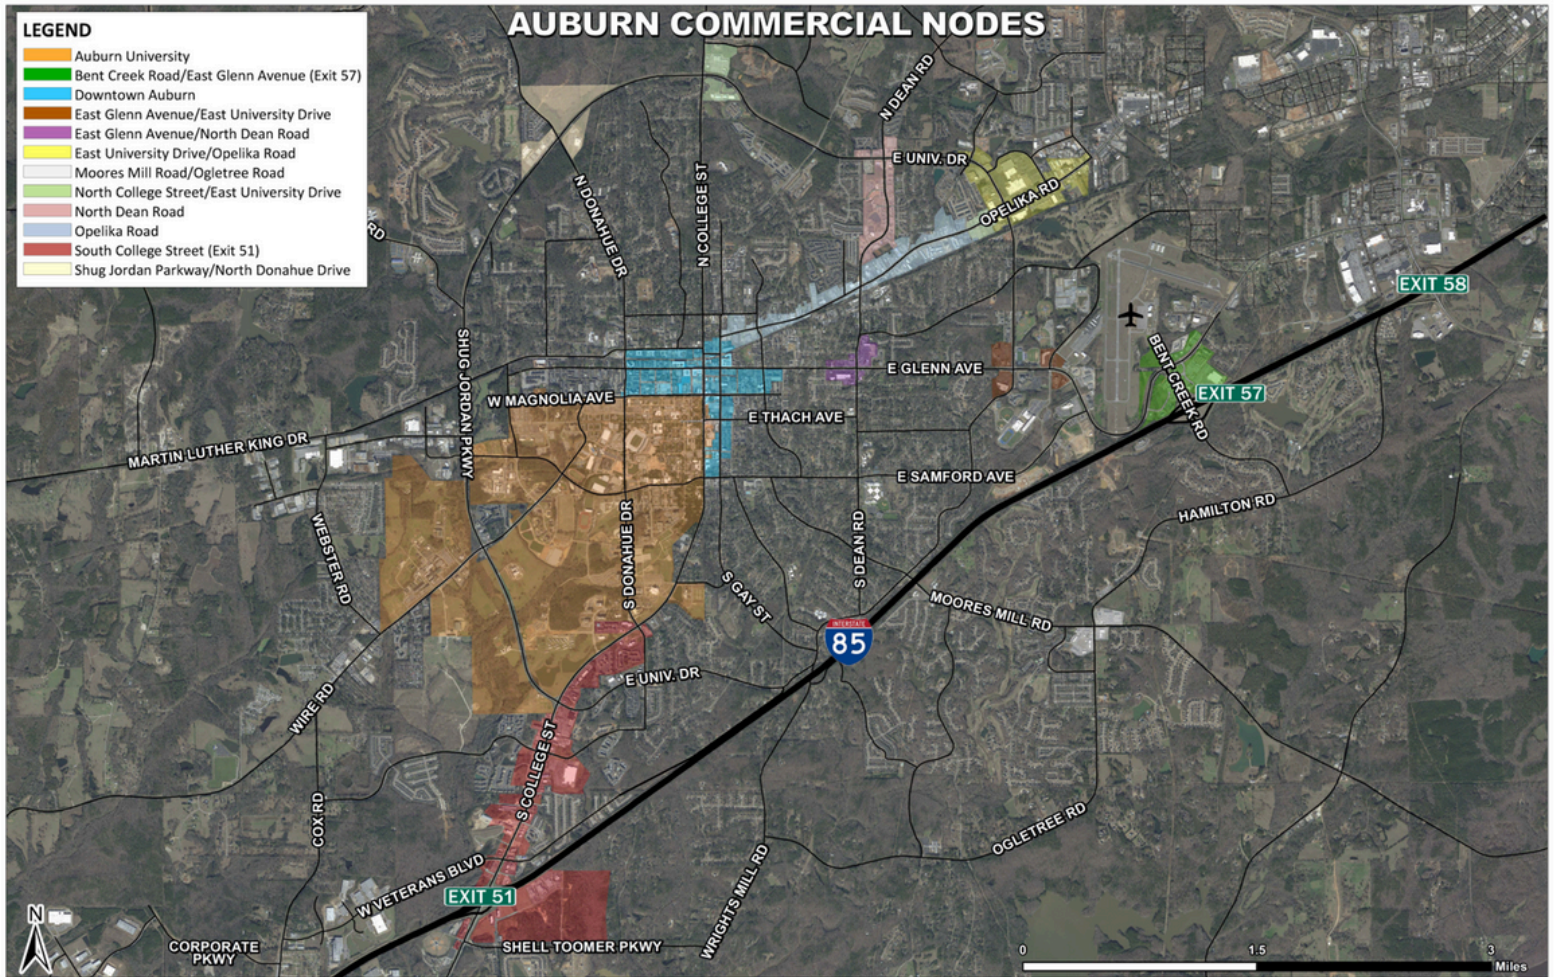 AUBURN COMMERCIAL NODES
LEGEND
Auburn University
Bent Creek Road/East Glenn Avenue (Exit 57)
Downtown Auburn
East Glenn Avenue/East University Drive
East Glenn Avenue/North Dean Road
East University Drive/Opelika Road
Moores Mill Road/Ogletree Road
North College Street/East University Drive
North Dean Road
Opelika Road
South College Street (Exit 51)
Shug Jordan Parkway/North Donahue Drive
N DEAN RD
E UNIV. DR
N COLLEGE ST
N DONAHUE DR
OPELIKA RD
RD
EXIT 58
SHUG JORDAN PKWY
BENT CREEK RD
E GLENN AVE
EXIT 57
W MAGNOLIA AVE
E THACH AVE
MARTIN LUTHER KING DR
E SAMFORD AVE
HAMILTON RD
WEBSTER RD
S DONAHUE DR
S DEAN RD
S GAY ST
MOORES MILL RD
INTERSTATE
85
E UNIV. DR
WIRE RD
S COLLEGE ST
COX RD
OGLETREE RD
W VETERANS BLVD
WRIGHTS MILL RD
EXIT 51
N
CORPORATE
PKWY
SHELL TOOMER PKWY
0 1.5 3
Miles